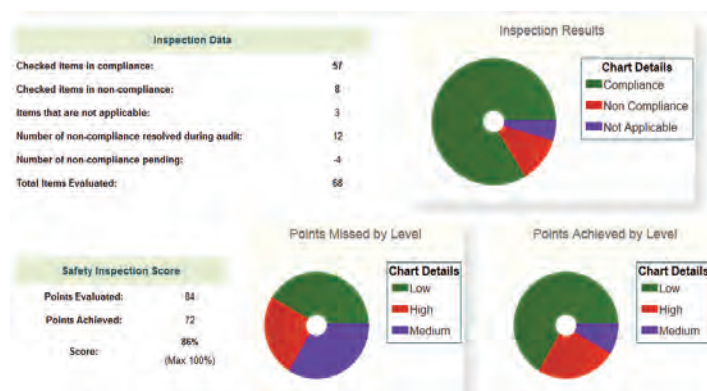 Inspection Data
Checked items in compliance: 57
Checked items in non-compliance: 8
Items that are not applicable: 3
Number of non-compliance resolved during audit: 12
Number of non-compliance pending: -4
Total Items Evaluated: 68
Inspection Results
Chart Details
Compliance
Non Compliance
Not Applicable
Safety Inspection Score
Points Evaluated: 84
Points Achieved: 72
Score: 86%
(Max 100%)
Points Missed by Level
Chart Details
Low
High
Medium
Points Achieved by Level
Chart Details
Low
High
Medium